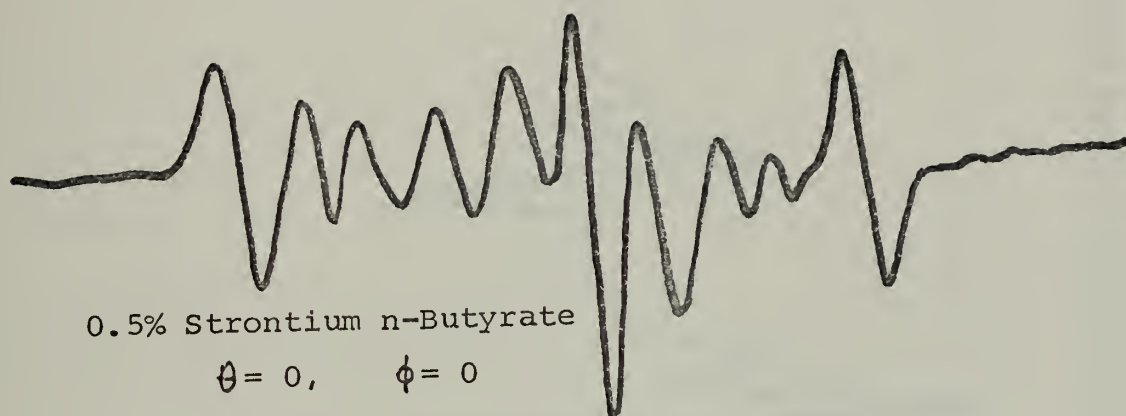 0.5% Strontium n-Butyrate
θ= 0, ϕ= 0